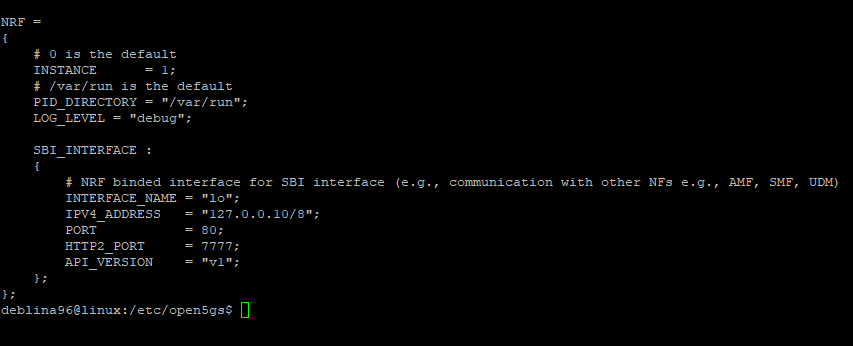 NRF =
{
    # 0 is the default
    INSTANCE      = 1;
    # /var/run is the default
    PID_DIRECTORY = "/var/run";
    LOG_LEVEL = "debug";

    SBI_INTERFACE :
    {
        # NRF binded interface for SBI interface (e.g., communication with other NFs e.g., AMF, SMF, UDM)
        INTERFACE_NAME = "lo";
        IPV4_ADDRESS   = "127.0.0.10/8";
        PORT           = 80;
        HTTP2_PORT     = 7777;
        API_VERSION    = "v1";
    };
};
deblina96@linux:/etc/open5gs$